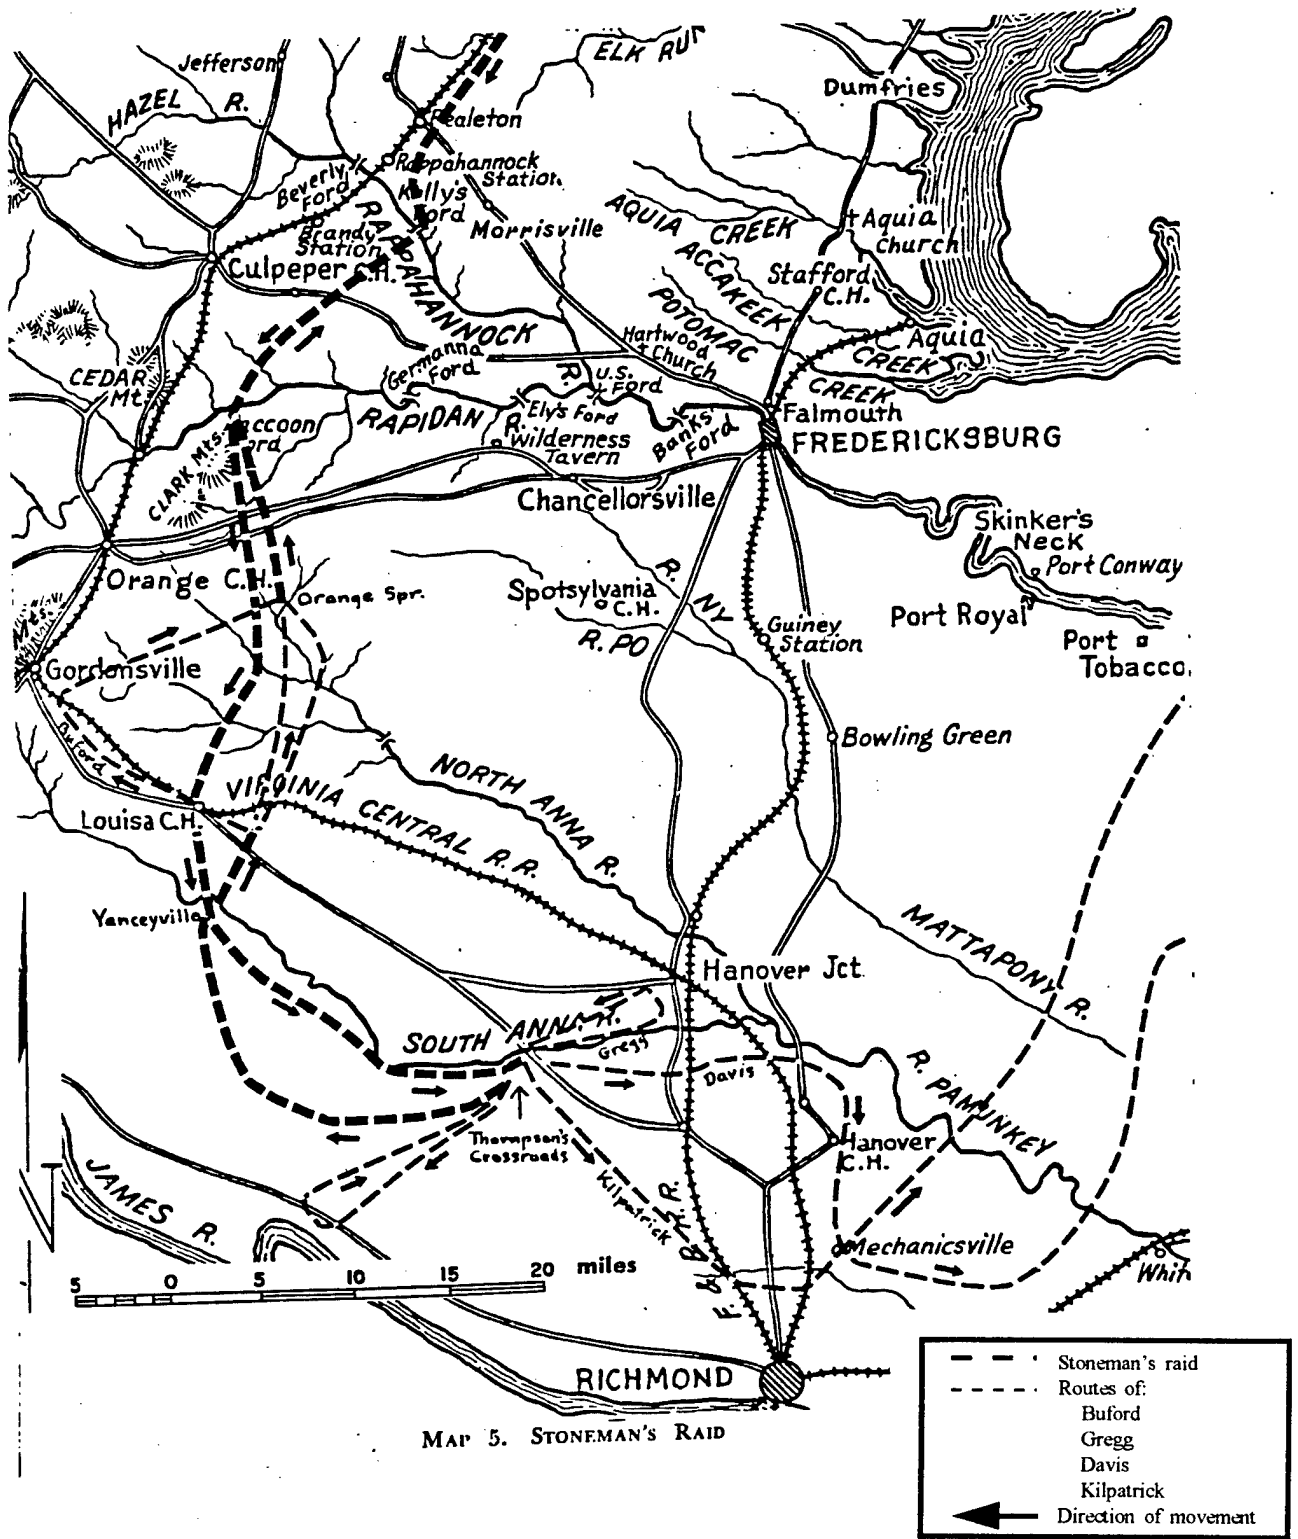 ELK RUN
Jefferson
HAZEL R.
Dumfries
Realeton
Rappahannock
Station
Beverly
Ford
Kelly's
Ford
Brandy
Station
Morrisville
RAPPAHANNOCK R.
AQUIA CREEK
Aquia
Church
Culpeper C.H.
ACCAKEEK CREEK
Stafford
C.H.
POTOMAC CREEK
Aquia
Hartwood
Church
Germanna
Ford
CEDAR
Mt.
U.S.
Ford
RAPIDAN R.
Ely's Ford
Banks'
Ford
Falmouth
FREDERICKSBURG
Raccoon
Ford
CLARK Mts.
Wilderness
Tavern
Chancellorsville
Skinker's
Neck
Port Conway
Orange C.H.
Orange Spr.
Spotsylvania
C.H.
R. NY
R. PO
Guiney
Station
Port Royal
Port
Tobacco
Mts.
Gordonsville
Buford
Bowling Green
NORTH ANNA R.
VIRGINIA CENTRAL R.R.
Louisa C.H.
Yanceyville
MATTAPONY R.
Hanover Jct.
SOUTH ANNA R.
Gregg
Davis
R. PAMUNKEY
Thompson's
Crossroads
Hanover
C.H.
Kilpatrick
JAMES R.
R. F. & P. R.R.
Mechanicsville
Whit
N
5 0 5 10 15 20 miles
RICHMOND
MAP 5. STONEMAN'S RAID
Stoneman's raid
Routes of:
Buford
Gregg
Davis
Kilpatrick
Direction of movement